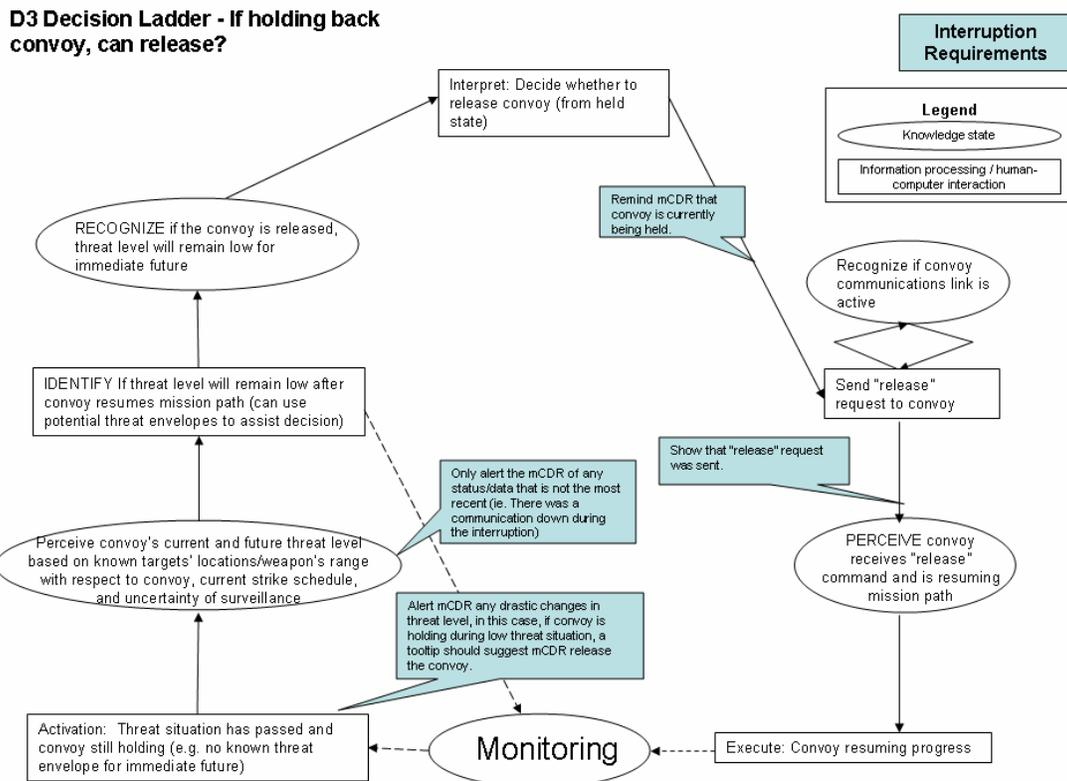 D3 Decision Ladder - If holding back
convoy, can release?
Interruption
Requirements
Legend
Knowledge state
Information processing / human-
computer interaction
Interpret: Decide whether to
release convoy (from held
state)
Remind mCDR that
convoy is currently
being held.
RECOGNIZE if the convoy is released,
threat level will remain low for
immediate future
Recognize if convoy
communications link is
active
IDENTIFY If threat level will remain low after
convoy resumes mission path (can use
potential threat envelopes to assist decision)
Send "release"
request to convoy
Show that "release" request
was sent.
Only alert the mCDR of any
status/data that is not the most
recent (ie. There was a
communication down during
the interruption)
Perceive convoy's current and future threat level
based on known targets' locations/weapon's range
with respect to convoy, current strike schedule,
and uncertainty of surveillance
PERCEIVE convoy
receives "release"
command and is resuming
mission path
Alert mCDR any drastic changes in
threat level, in this case, if convoy is
holding during low threat situation, a
tooltip should suggest mCDR release
the convoy.
Activation:  Threat situation has passed and
convoy still holding (e.g. no known threat
envelope for immediate future)
Monitoring
Execute: Convoy resuming progress